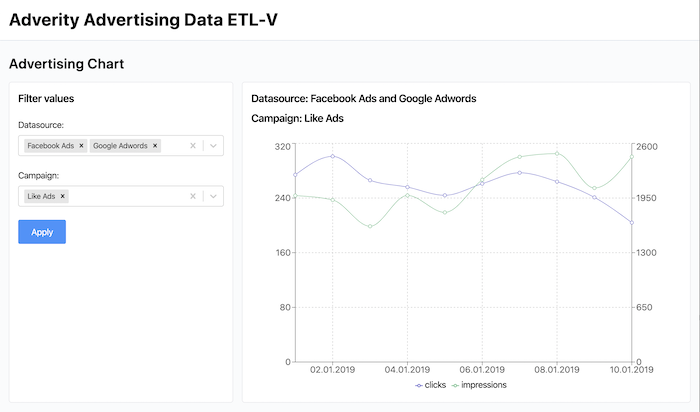 Adverity Advertising Data ETL-V
Advertising Chart
Filter values
Datasource:
Facebook Ads × Google Adwords ×
Campaign:
Like Ads ×
Apply
Datasource: Facebook Ads and Google Adwords
Campaign: Like Ads
320 2600
240 1950
160 1300
80 650
0 0
02.01.2019 04.01.2019 06.01.2019 08.01.2019 10.01.2019
clicks impressions